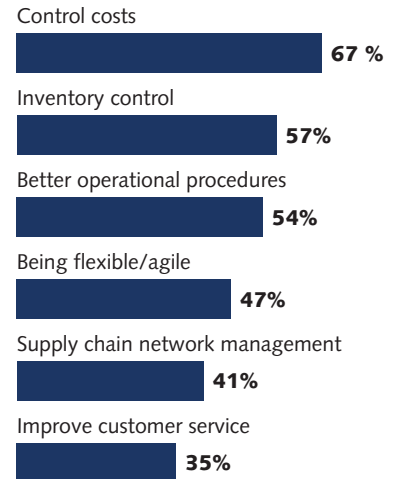 Control costs
67 %
Inventory control
57%
Better operational procedures
54%
Being flexible/agile
47%
Supply chain network management
41%
Improve customer service
35%